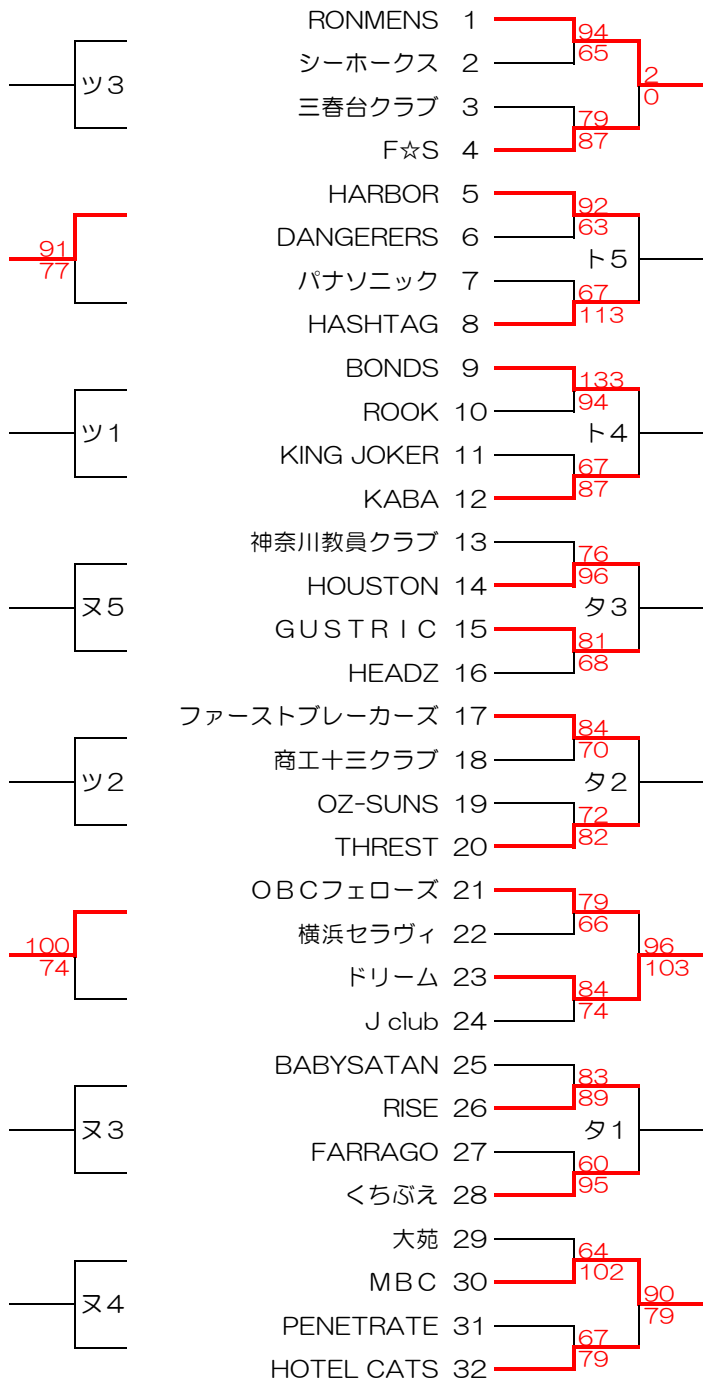 RONMENS 1
94
65
シーホークス 2
ツ3
2
0
三春台クラブ 3
79
87
F☆S 4
HARBOR 5
92
63
DANGERERS 6
91
77
ト5
パナソニック 7
67
113
HASHTAG 8
BONDS 9
133
94
ROOK 10
ツ1
ト4
KING JOKER 11
67
87
KABA 12
神奈川教員クラブ 13
76
96
HOUSTON 14
ヌ5
タ3
ＧＵＳＴＲＩＣ 15
81
68
HEADZ 16
ファーストブレーカーズ 17
84
70
商工十三クラブ 18
ツ2
タ2
OZ-SUNS 19
72
82
THREST 20
ＯＢＣフェローズ 21
79
66
横浜セラヴィ 22
100
74
96
103
ドリーム 23
84
74
J club 24
BABYSATAN 25
83
89
RISE 26
ヌ3
タ1
FARRAGO 27
60
95
くちぶえ 28
大苑 29
64
102
ＭＢＣ 30
ヌ4
90
79
PENETRATE 31
67
79
HOTEL CATS 32